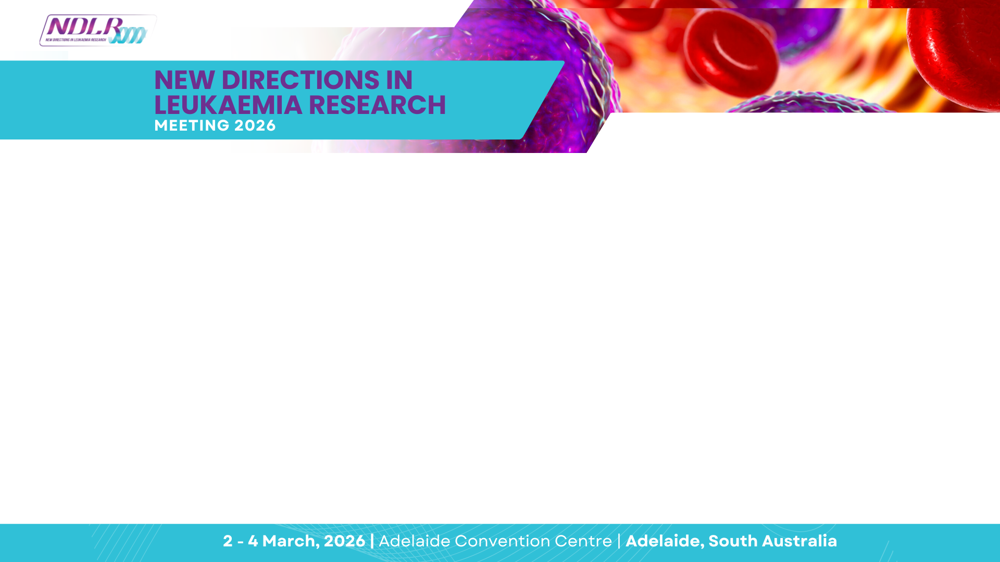 NDLR
NEW DIRECTIONS IN LEUKAEMIA RESEARCH
NEW DIRECTIONS IN
LEUKAEMIA RESEARCH
MEETING 2026
2 - 4 March, 2026 | Adelaide Convention Centre | Adelaide, South Australia